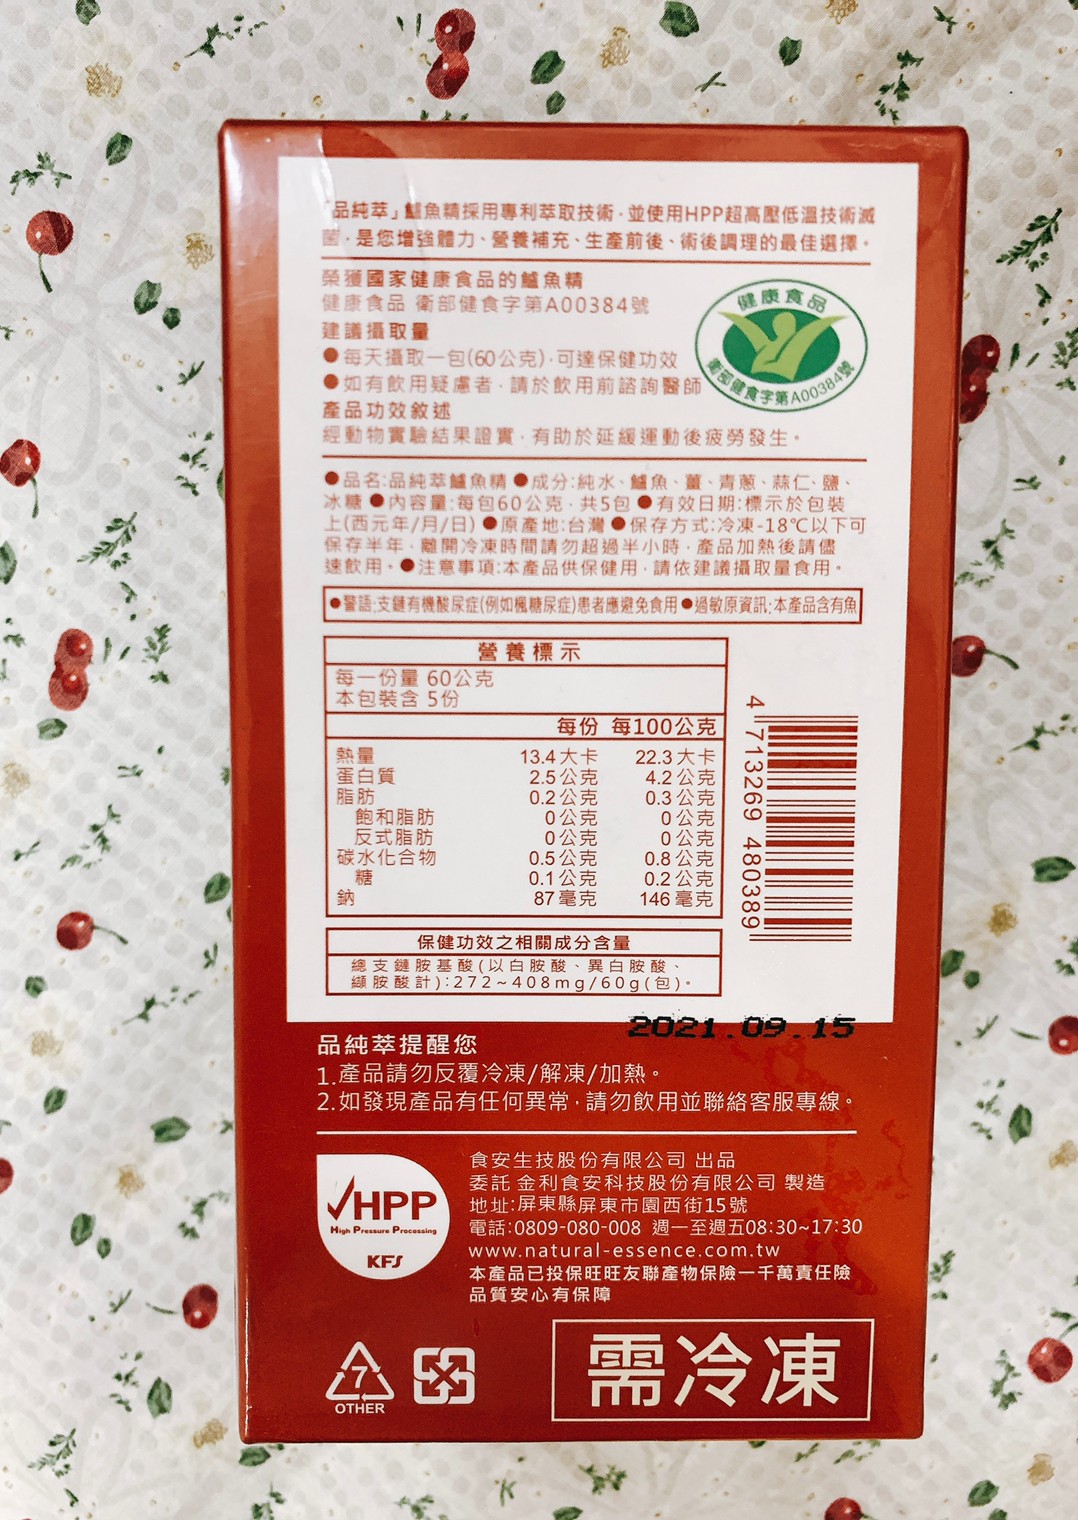 「品純萃」鱸魚精採用專利萃取技術，並使用HPP超高壓低溫技術滅
菌，是您增強體力、營養補充、生產前後、術後調理的最佳選擇。
榮獲國家健康食品的鱸魚精
健康食品 衛部健食字第A00384號
建議攝取量
●每天攝取一包(60公克)，可達保健功效
●如有飲用疑慮者，請於飲用前諮詢醫師
產品功效敘述
經動物實驗結果證實，有助於延緩運動後疲勞發生。
健康食品
衛部健食字第A00384號
●品名:品純萃鱸魚精 ●成分:純水、鱸魚、薑、青蔥、蒜仁、鹽、
冰糖 ●內容量:每包60公克，共5包 ●有效日期:標示於包裝
上(西元年/月/日) ●原產地:台灣 ●保存方式:冷凍-18℃以下可
保存半年，離開冷凍時間請勿超過半小時，產品加熱後請儘
速飲用。●注意事項:本產品供保健用，請依建議攝取量食用。
●警語:支鏈有機酸尿症(例如楓糖尿症)患者應避免食用 ●過敏原資訊:本產品含有魚
營養標示
每一份量 60公克
本包裝含 5份
每份 每100公克
熱量 13.4大卡 22.3大卡
蛋白質 2.5公克 4.2公克
脂肪 0.2公克 0.3公克
飽和脂肪 0公克 0公克
反式脂肪 0公克 0公克
碳水化合物 0.5公克 0.8公克
糖 0.1公克 0.2公克
鈉 87毫克 146毫克
4 713269 480389
保健功效之相關成分含量
總支鏈胺基酸(以白胺酸、異白胺酸、
纈胺酸計):272~408mg/60g(包)。
2021.09.15
品純萃提醒您
1.產品請勿反覆冷凍/解凍/加熱。
2.如發現產品有任何異常，請勿飲用並聯絡客服專線。
HPP
High Pressure Processing
KFS
食安生技股份有限公司 出品
委託 金利食安科技股份有限公司 製造
地址:屏東縣屏東市園西街15號
電話:0809-080-008 週一至週五08:30~17:30
www.natural-essence.com.tw
本產品已投保旺旺友聯產物保險一千萬責任險
品質安心有保障
7
OTHER
需冷凍